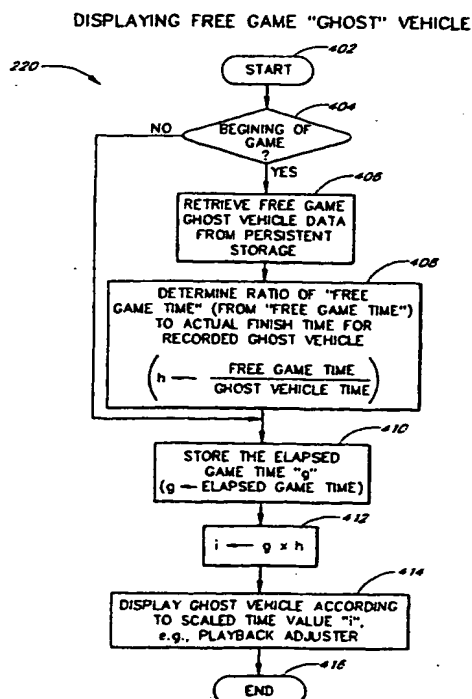 DISPLAYING FREE GAME "GHOST" VEHICLE
402
START
220
404
BEGINING OF
GAME
?
NO
YES
406
RETRIEVE FREE GAME
GHOST VEHICLE DATA
FROM PERSISTENT
STORAGE
408
DETERMINE RATIO OF "FREE
GAME TIME" (FROM "FREE GAME TIME")
TO ACTUAL FINISH TIME FOR
RECORDED GHOST VEHICLE
(h ← FREE GAME TIME
GHOST VEHICLE TIME)
410
STORE THE ELAPSED
GAME TIME "g"
(g ← ELAPSED GAME TIME)
412
i ← g x h
414
DISPLAY GHOST VEHICLE ACCORDING
TO SCALED TIME VALUE "i",
e.g., PLAYBACK ADJUSTER
416
END